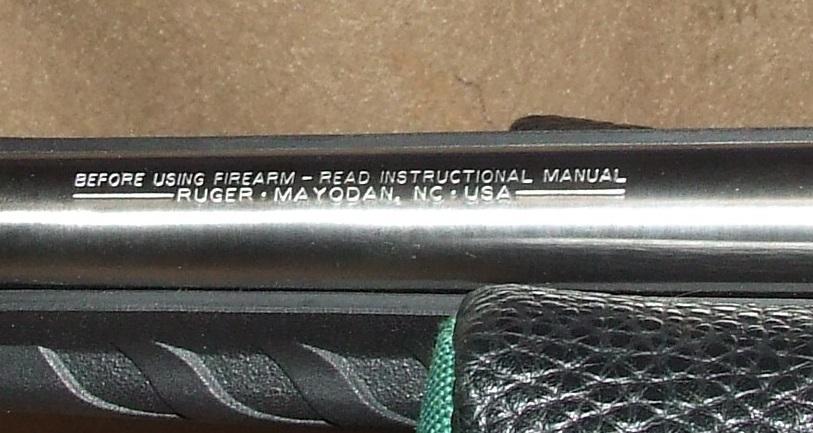 BEFORE USING FIREARM – READ INSTRUCTIONAL MANUAL
RUGER • MAYODAN, NC • USA